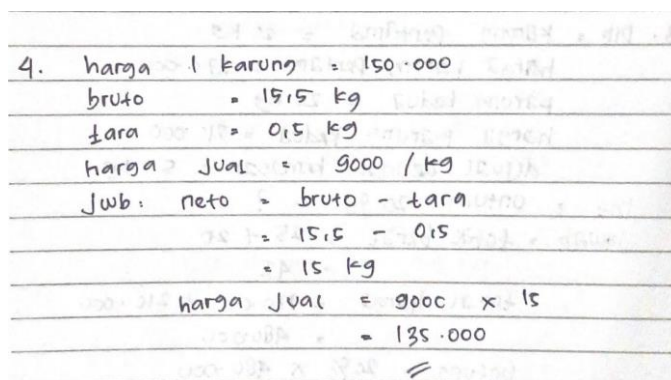 4. harga 1 karung = 150.000
bruto = 15,5 kg
tara = 0,5 kg
harga jual = 9000 / kg
Jwb: neto = bruto - tara
= 15,5 - 0,5
= 15 kg
harga jual = 9000 x 15
= 135.000